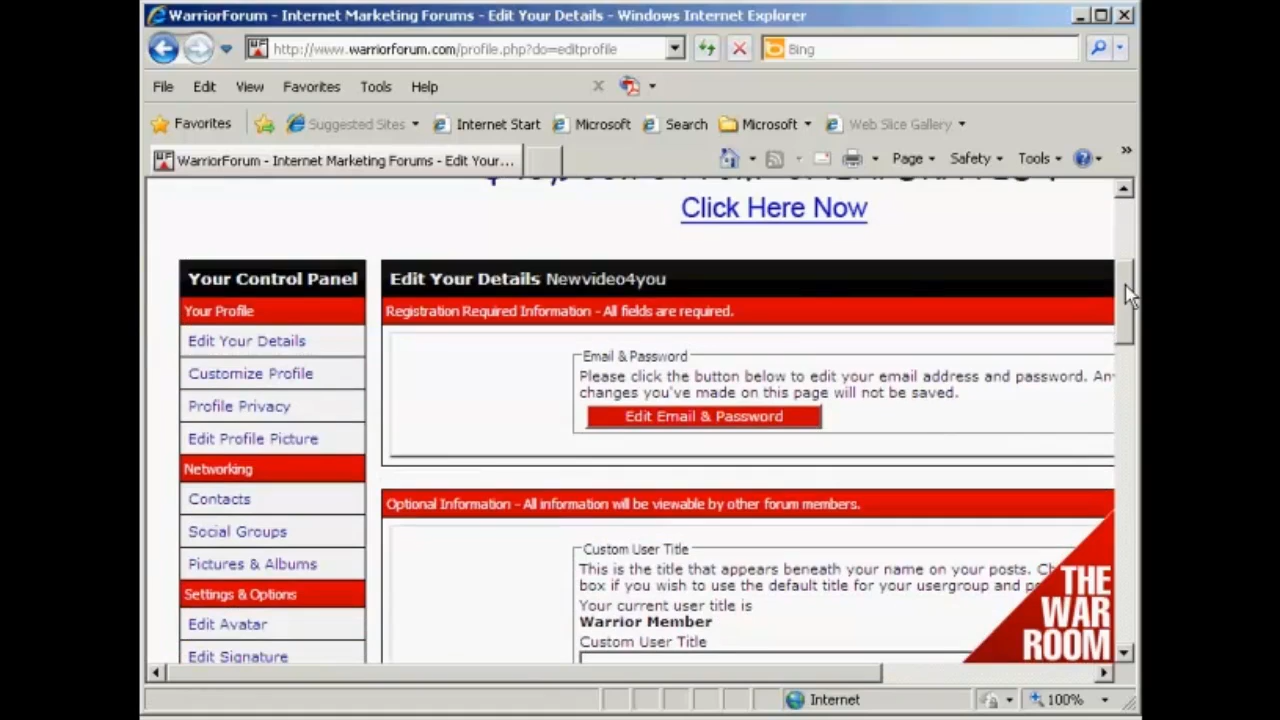 WarriorForum - Internet Marketing Forums - Edit Your Details - Windows Internet Explorer
http://www.warriorforum.com/profile.php?do=editprofile
Bing
File Edit View Favorites Tools Help
Favorites Suggested Sites Internet Start Microsoft Search Microsoft Web Slice Gallery
WarriorForum - Internet Marketing Forums - Edit Your...
Page Safety Tools
Click Here Now
Your Control Panel
Your Profile
Edit Your Details
Customize Profile
Profile Privacy
Edit Profile Picture
Networking
Contacts
Social Groups
Pictures & Albums
Settings & Options
Edit Avatar
Edit Signature
Edit Your Details Newvideo4you
Registration Required Information - All fields are required.
Email & Password
Please click the button below to edit your email address and password.
changes you've made on this page will not be saved.
Edit Email & Password
Optional Information - All information will be viewable by other forum members.
Custom User Title
This is the title that appears beneath your name on your posts.
box if you wish to use the default title for your usergroup and
Your current user title is
Warrior Member
Custom User Title
THE
WAR
ROOM
Internet
100%